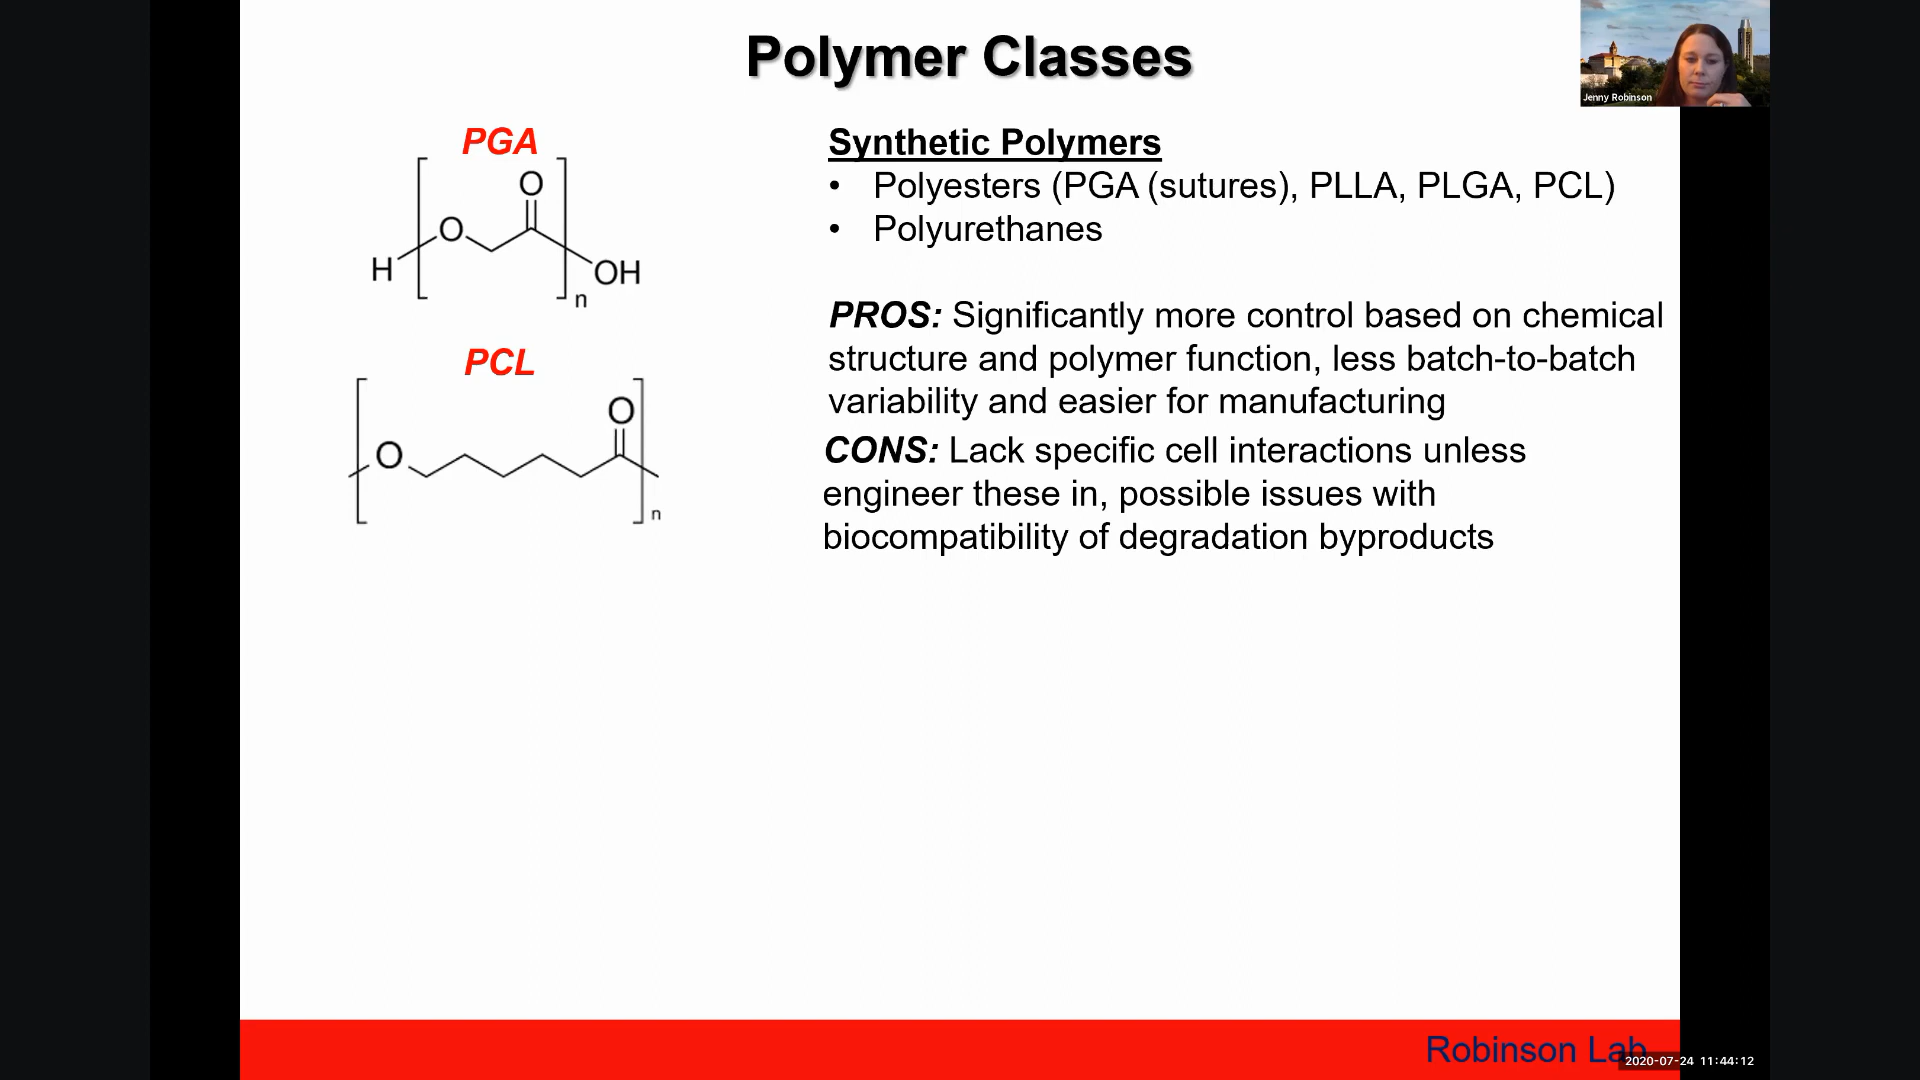 Polymer Classes
Jenny Robinson
PGA
O
O
H
OH
n
PCL
O
O
n
Synthetic Polymers
• Polyesters (PGA (sutures), PLLA, PLGA, PCL)
• Polyurethanes
PROS: Significantly more control based on chemical
structure and polymer function, less batch-to-batch
variability and easier for manufacturing
CONS: Lack specific cell interactions unless
engineer these in, possible issues with
biocompatibility of degradation byproducts
Robinson Lab
2020-07-24 11:44:12